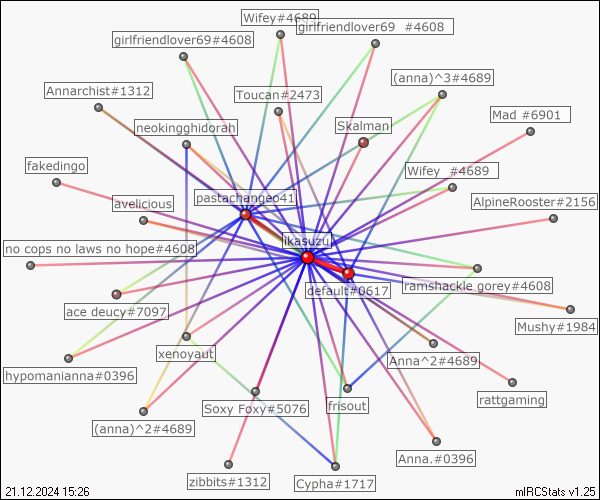 Wifey#4689
girlfriendlover69  #4608
girlfriendlover69#4608
(anna)^3#4689
Annarchist#1312
Toucan#2473
Mad  #6901
neokingghidorah
Skalman
fakedingo
Wifey  #4689
pastachangeo41
avelicious
AlpineRooster#2156
ikasuzu
no cops no laws no hope#4608
default#0617
ramshackle gorey#4608
ace deucy#7097
Mushy#1984
xenoyaut
Anna^2#4689
hypomanianna#0396
rattgaming
Soxy Foxy#5076
frisout
(anna)^2#4689
Anna.#0396
zibbits#1312
Cypha#1717
21.12.2024 15:26
mIRCStats v1.25